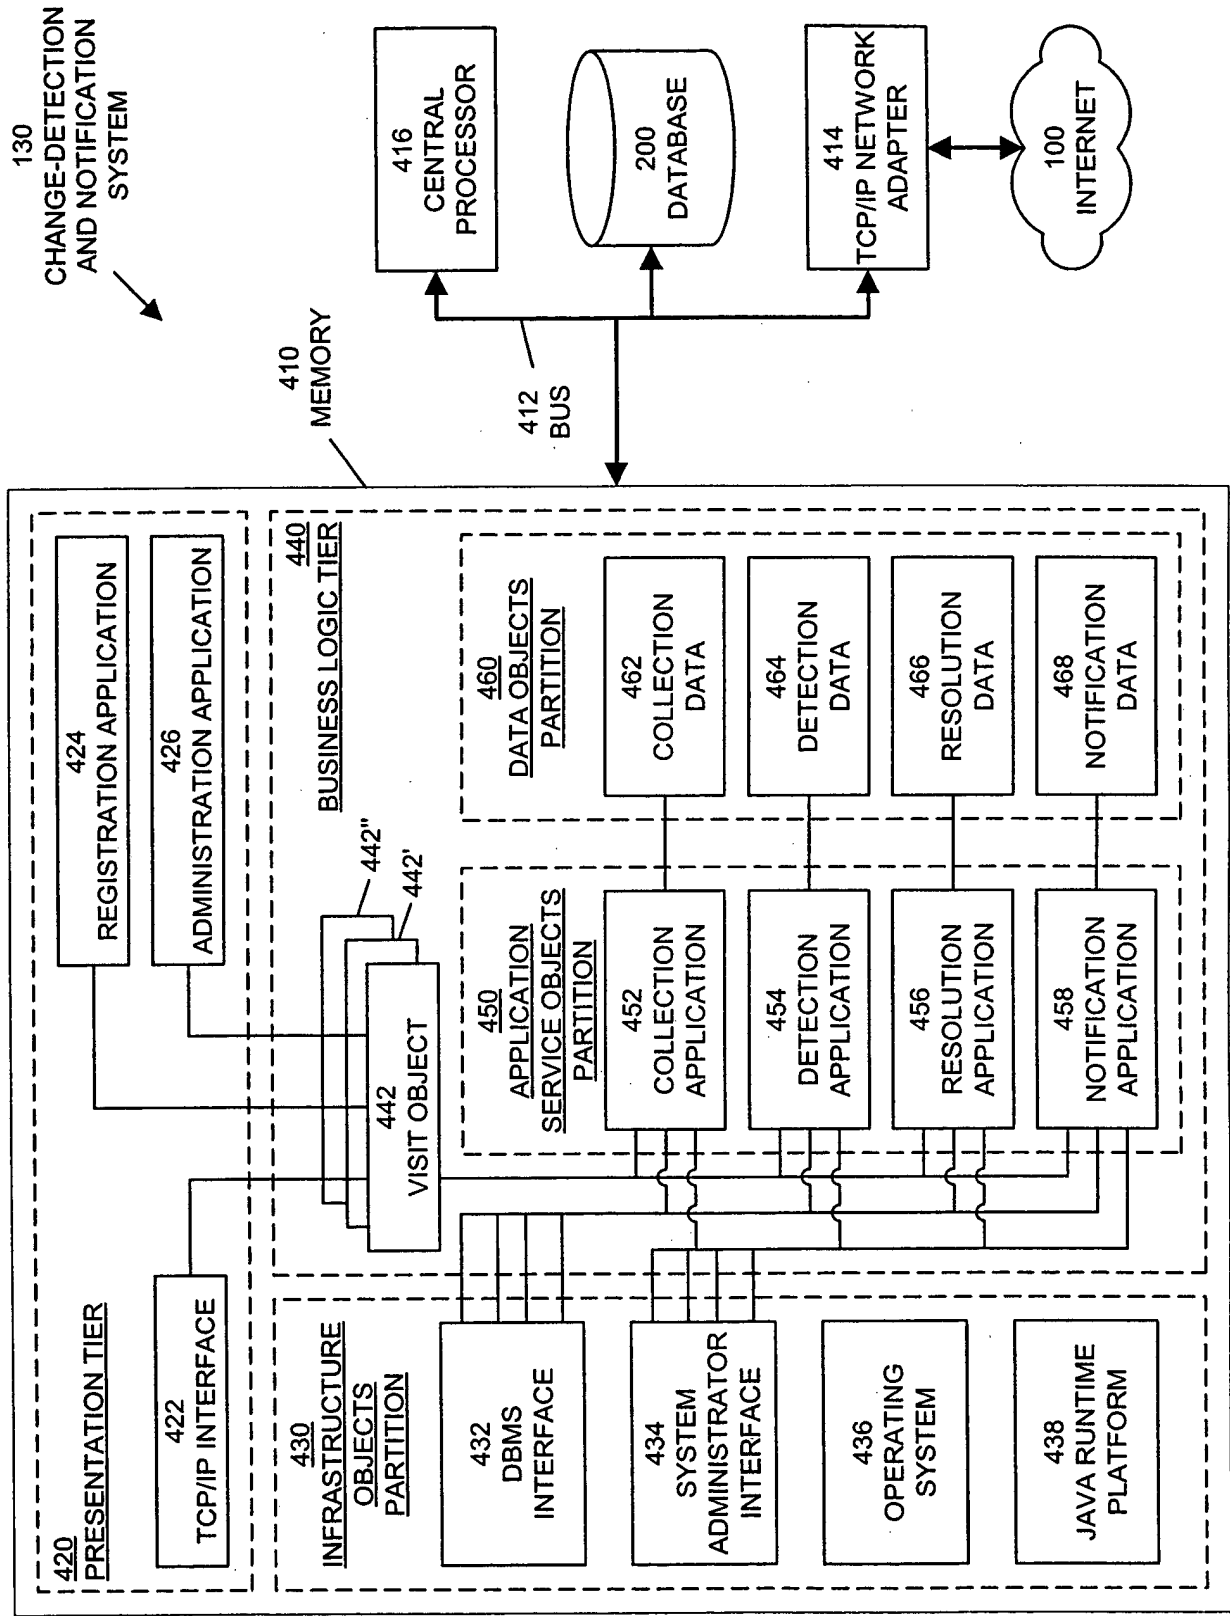 130
CHANGE-DETECTION
AND NOTIFICATION
SYSTEM
420
PRESENTATION TIER
422
TCP/IP INTERFACE
424
REGISTRATION APPLICATION
426
ADMINISTRATION APPLICATION
410
MEMORY
430
INFRASTRUCTURE
OBJECTS
PARTITION
432
DBMS
INTERFACE
434
SYSTEM
ADMINISTRATOR
INTERFACE
436
OPERATING
SYSTEM
438
JAVA RUNTIME
PLATFORM
440
BUSINESS LOGIC TIER
442
VISIT OBJECT
442'
442"
450
APPLICATION
SERVICE OBJECTS
PARTITION
452
COLLECTION
APPLICATION
454
DETECTION
APPLICATION
456
RESOLUTION
APPLICATION
458
NOTIFICATION
APPLICATION
460
DATA OBJECTS
PARTITION
462
COLLECTION
DATA
464
DETECTION
DATA
466
RESOLUTION
DATA
468
NOTIFICATION
DATA
412
BUS
416
CENTRAL
PROCESSOR
200
DATABASE
414
TCP/IP NETWORK
ADAPTER
100
INTERNET